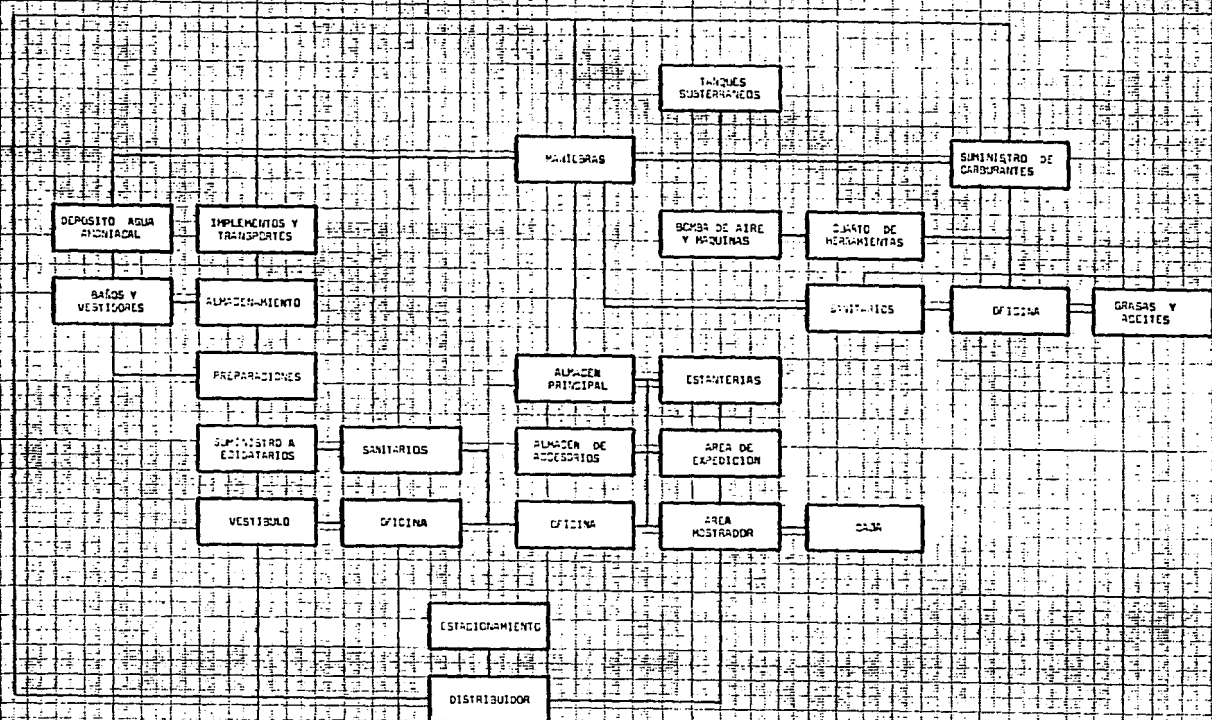 TANQUES
SUBTERRANEOS
MANIOBRAS
SUMINISTRO DE
CARBURANTES
DEPOSITO AGUA
AMONIACAL
IMPLEMENTOS Y
TRANSPORTES
BOMBA DE AIRE
Y MAQUINAS
CUARTO DE
HERRAMIENTAS
BAÑOS Y
VESTIDORES
ALMACENAMIENTO
SANITARIOS
OFICINA
GRASAS Y
ACEITES
PREPARACIONES
ALMACEN
PRINCIPAL
ESTANTERIAS
SUMINISTRO A
EJIDATARIOS
SANITARIOS
ALMACEN DE
ACCESORIOS
AREA DE
EXPEDICION
VESTIBULO
OFICINA
OFICINA
AREA
MOSTRADOR
CAJA
ESTACIONAMIENTO
DISTRIBUIDOR